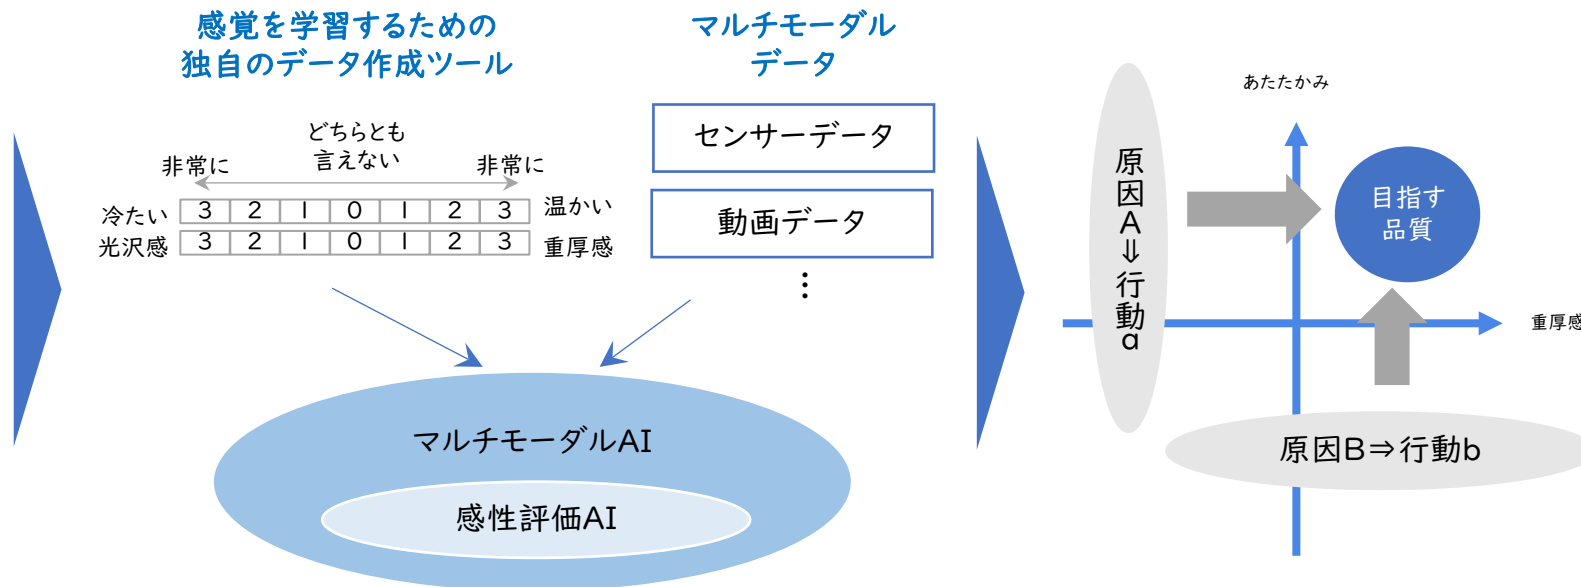 感覚を学習するための
独自のデータ作成ツール
マルチモーダル
データ
どちらとも
言えない
非常に
非常に
冷たい 3 2 1 0 1 2 3 温かい
光沢感 3 2 1 0 1 2 3 重厚感
センサーデータ
動画データ
⋮
マルチモーダルAI
感性評価AI
あたたかみ
原因A⇒行動a
目指す
品質
重厚感
原因B⇒行動b